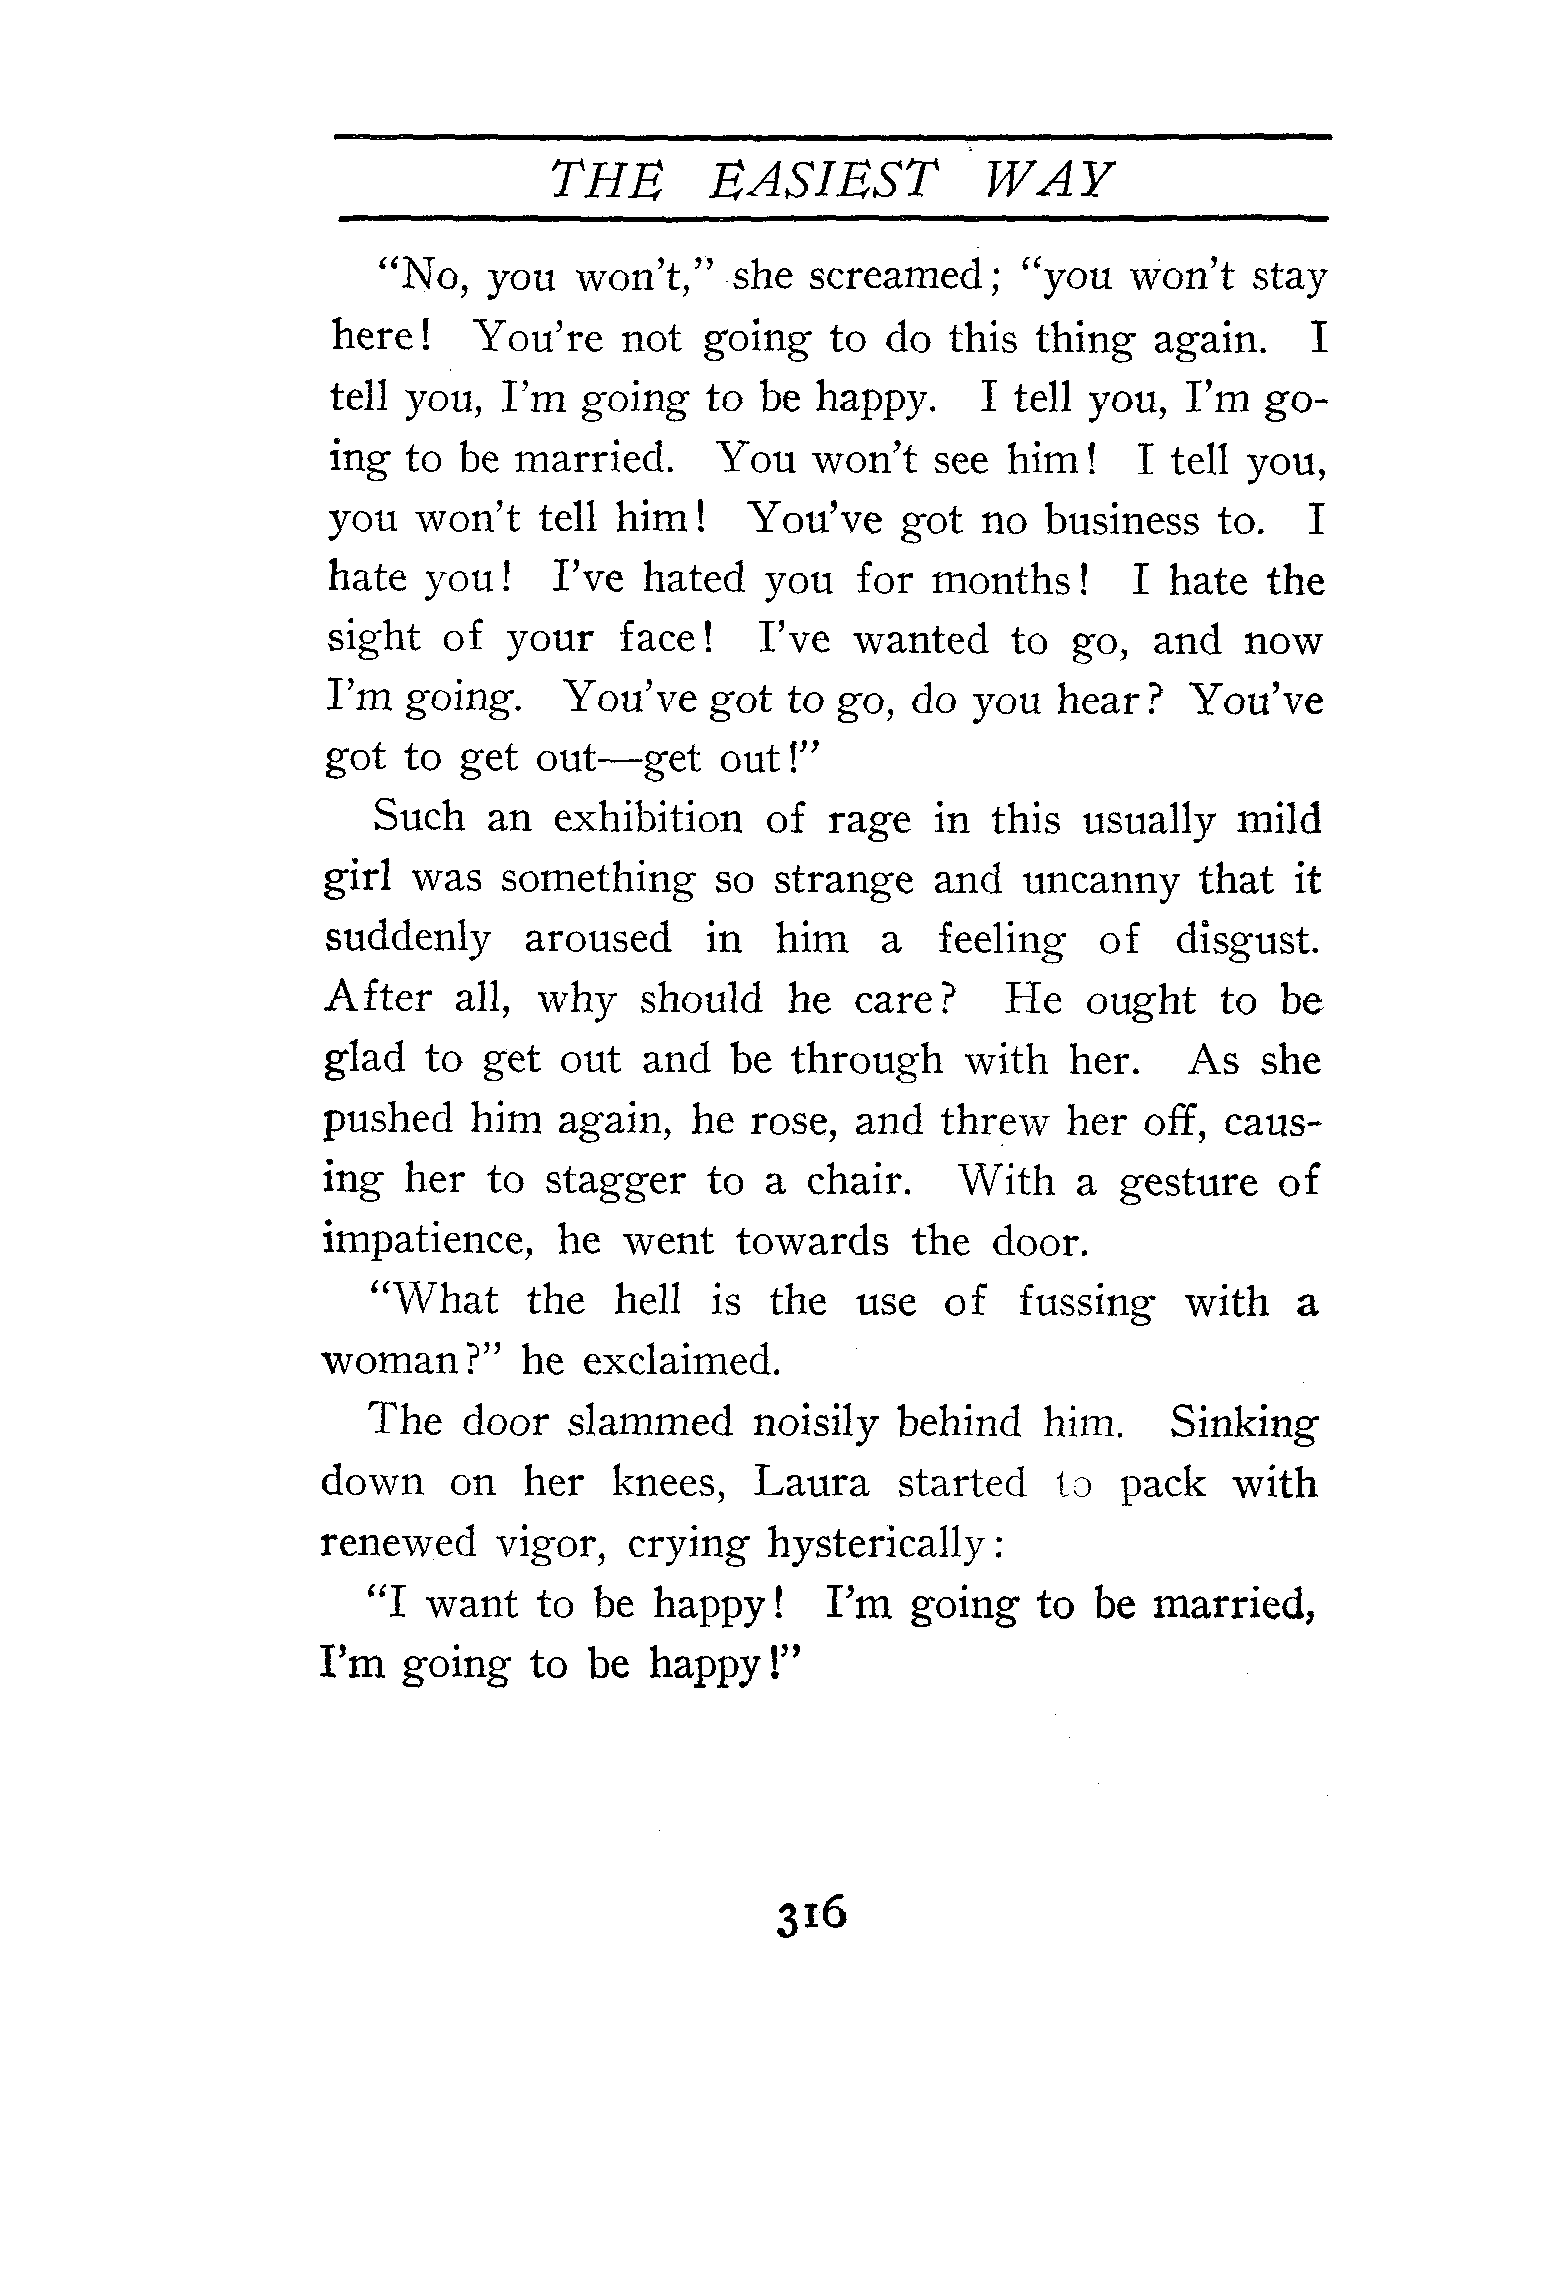 THE EASIEST WAY
"No, you won't," she screamed; "you won't stay
here! You're not going to do this thing again. I
tell you, I'm going to be happy. I tell you, I'm go-
ing to be married. You won't see him! I tell you,
you won't tell him! You've got no business to. I
hate you! I've hated you for months! I hate the
sight of your face! I've wanted to go, and now
I'm going. You've got to go, do you hear? You've
got to get out—get out!"
Such an exhibition of rage in this usually mild
girl was something so strange and uncanny that it
suddenly aroused in him a feeling of disgust.
After all, why should he care? He ought to be
glad to get out and be through with her. As she
pushed him again, he rose, and threw her off, caus-
ing her to stagger to a chair. With a gesture of
impatience, he went towards the door.
"What the hell is the use of fussing with a
woman?" he exclaimed.
The door slammed noisily behind him. Sinking
down on her knees, Laura started to pack with
renewed vigor, crying hysterically:
"I want to be happy! I'm going to be married,
I'm going to be happy!"
316